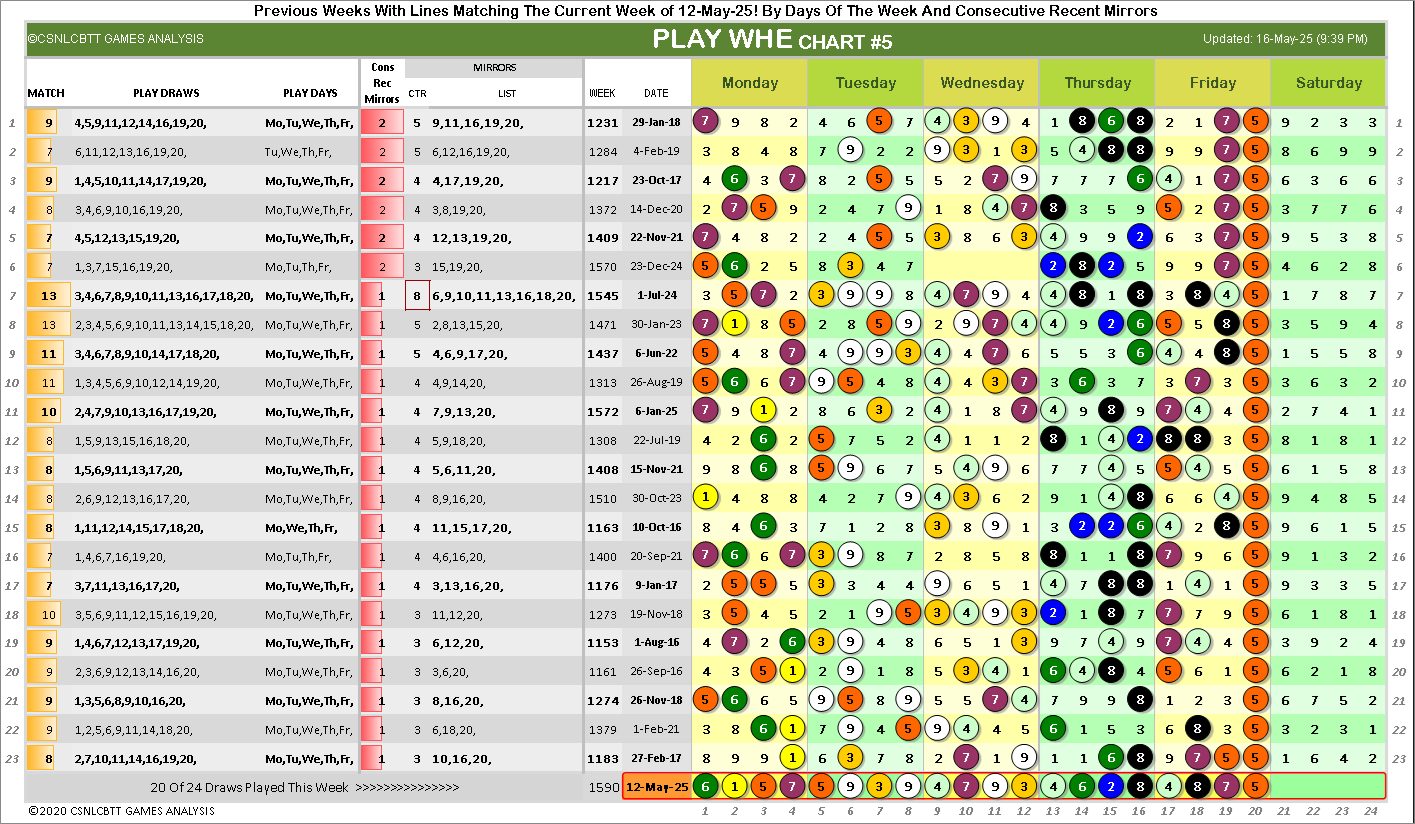 Previous Weeks With Lines Matching The Current Week of 12-May-25! By Days Of The Week And Consecutive Recent Mirrors
©CSNLCBTT GAMES ANALYSIS PLAY WHE CHART #5 Updated: 16-May-25 (9:39 PM)
MATCH PLAY DRAWS PLAY DAYS Cons Rec Mirrors MIRRORS CTR LIST WEEK DATE Monday Tuesday Wednesday Thursday Friday Saturday
1 9 4,5,9,11,12,14,16,19,20, Mo,Tu,We,Th,Fr, 2 5 9,11,16,19,20, 1231 29-Jan-18 7 9 8 2 4 6 5 7 4 3 9 4 1 8 6 8 2 1 7 5 9 2 3 3 1
2 7 6,11,12,13,16,19,20, Tu,We,Th,Fr, 2 5 6,12,16,19,20, 1284 4-Feb-19 3 8 4 8 7 9 2 2 9 3 1 3 5 4 8 8 9 9 7 5 8 6 9 9 2
3 9 1,4,5,10,11,14,17,19,20, Mo,Tu,We,Th,Fr, 2 4 4,17,19,20, 1217 23-Oct-17 4 6 3 7 8 2 5 5 5 2 7 9 7 7 7 6 4 1 7 5 6 3 6 6 3
4 8 3,4,6,9,10,16,19,20, Mo,Tu,We,Th,Fr, 2 4 3,8,19,20, 1372 14-Dec-20 2 7 5 9 2 4 7 9 1 8 4 7 8 3 5 9 5 2 7 5 3 7 7 6 4
5 7 4,5,12,13,15,19,20, Mo,Tu,We,Th,Fr, 2 4 12,13,19,20, 1409 22-Nov-21 7 4 8 2 2 4 5 5 3 8 6 3 4 9 9 2 6 3 7 5 9 5 3 8 5
6 7 1,3,7,15,16,19,20, Mo,Tu,Th,Fr, 2 3 15,19,20, 1570 23-Dec-24 5 6 2 5 8 3 4 7 2 8 2 5 9 9 7 5 4 6 2 8 6
7 13 3,4,6,7,8,9,10,11,13,16,17,18,20, Mo,Tu,We,Th,Fr, 1 8 6,9,10,11,13,16,18,20, 1545 1-Jul-24 3 5 7 2 3 9 9 8 4 7 9 4 4 8 1 8 3 8 4 5 1 7 8 7 7
8 13 2,3,4,5,6,9,10,11,13,14,15,18,20, Mo,Tu,We,Th,Fr, 1 5 2,8,13,15,20, 1471 30-Jan-23 7 1 8 5 2 8 5 9 2 9 7 4 4 9 2 6 5 5 8 5 3 5 9 4 8
9 11 3,4,6,7,8,9,10,14,17,18,20, Mo,Tu,We,Th,Fr, 1 5 4,6,9,17,20, 1437 6-Jun-22 5 4 8 7 4 9 9 3 4 4 7 6 5 5 3 6 4 4 8 5 1 5 5 8 9
10 11 1,3,4,5,6,9,10,12,14,19,20, Mo,Tu,We,Th,Fr, 1 4 4,9,14,20, 1313 26-Aug-19 5 6 6 7 9 5 4 8 4 4 3 7 3 6 3 7 3 7 3 5 3 6 3 2 10
11 10 2,4,7,9,10,13,16,17,19,20, Mo,Tu,We,Th,Fr, 1 4 7,9,13,20, 1572 6-Jan-25 7 9 1 2 8 6 3 2 4 1 8 7 4 9 8 9 7 4 4 5 2 7 4 1 11
12 8 1,5,9,13,15,16,18,20, Mo,Tu,We,Th,Fr, 1 4 5,9,18,20, 1308 22-Jul-19 4 2 6 2 5 7 5 2 4 1 1 2 8 1 4 2 8 8 3 5 8 1 8 1 12
13 8 1,5,6,9,11,13,17,20, Mo,Tu,We,Th,Fr, 1 4 5,6,11,20, 1408 15-Nov-21 9 8 6 8 5 9 6 7 5 4 9 6 7 7 4 5 5 4 5 5 6 1 5 8 13
14 8 2,6,9,12,13,16,17,20, Mo,Tu,We,Th,Fr, 1 4 8,9,16,20, 1510 30-Oct-23 1 4 8 8 4 2 7 9 4 3 6 2 9 1 4 8 6 6 4 5 9 4 8 5 14
15 8 1,11,12,14,15,17,18,20, Mo,We,Th,Fr, 1 4 11,15,17,20, 1163 10-Oct-16 8 4 6 3 7 1 2 8 3 8 9 1 3 2 2 6 4 2 8 5 9 6 1 5 15
16 7 1,4,6,7,16,19,20, Mo,Tu,Th,Fr, 1 4 4,6,16,20, 1400 20-Sep-21 7 6 6 7 3 9 8 7 2 8 5 8 8 1 1 8 7 9 6 5 9 1 3 2 16
17 7 3,7,11,13,16,17,20, Mo,Tu,We,Th,Fr, 1 4 3,13,16,20, 1176 9-Jan-17 2 5 5 5 3 3 4 4 9 6 5 1 4 7 8 8 1 4 1 5 9 3 3 5 17
18 10 3,5,6,9,11,12,15,16,19,20, Mo,Tu,We,Th,Fr, 1 3 11,12,20, 1273 19-Nov-18 3 5 4 5 2 1 9 5 3 4 9 3 2 1 8 7 7 7 9 5 6 1 8 1 18
19 9 1,4,6,7,12,13,17,19,20, Mo,Tu,We,Th,Fr, 1 3 6,12,20, 1153 1-Aug-16 4 7 2 6 3 9 4 8 6 5 1 3 9 7 4 9 7 4 4 5 3 9 2 4 19
20 9 2,3,6,9,12,13,14,17,20, Mo,Tu,We,Th,Fr, 1 3 3,6,20, 1161 26-Sep-16 4 3 5 1 2 9 1 8 5 3 4 1 6 4 8 4 5 6 1 5 6 2 1 8 20
21 9 1,3,5,6,8,9,10,16,20, Mo,Tu,We,Th,Fr, 1 3 8,16,20, 1274 26-Nov-18 5 6 6 5 9 5 8 9 5 5 7 4 7 9 9 8 1 2 3 5 6 7 5 2 21
22 9 1,2,5,6,9,11,14,18,20, Mo,Tu,We,Th,Fr, 1 3 6,18,20, 1379 1-Feb-21 3 8 6 1 7 9 4 5 9 4 4 5 6 1 5 3 6 8 3 5 3 2 3 1 22
23 8 2,7,10,11,14,16,19,20, Mo,Tu,We,Th,Fr, 1 3 10,16,20, 1183 27-Feb-17 8 9 9 1 6 3 8 2 2 7 1 9 1 1 6 8 9 7 5 5 1 6 4 2 23
20 Of 24 Draws Played This Week >>>>>>>>>>>>>>> 1590 12-May-25 6 1 5 7 5 9 3 9 4 7 9 3 4 6 2 8 4 8 7 5
©2020 CSNLCBTT GAMES ANALYSIS 1 2 3 4 5 6 7 8 9 10 11 12 13 14 15 16 17 18 19 20 21 22 23 24